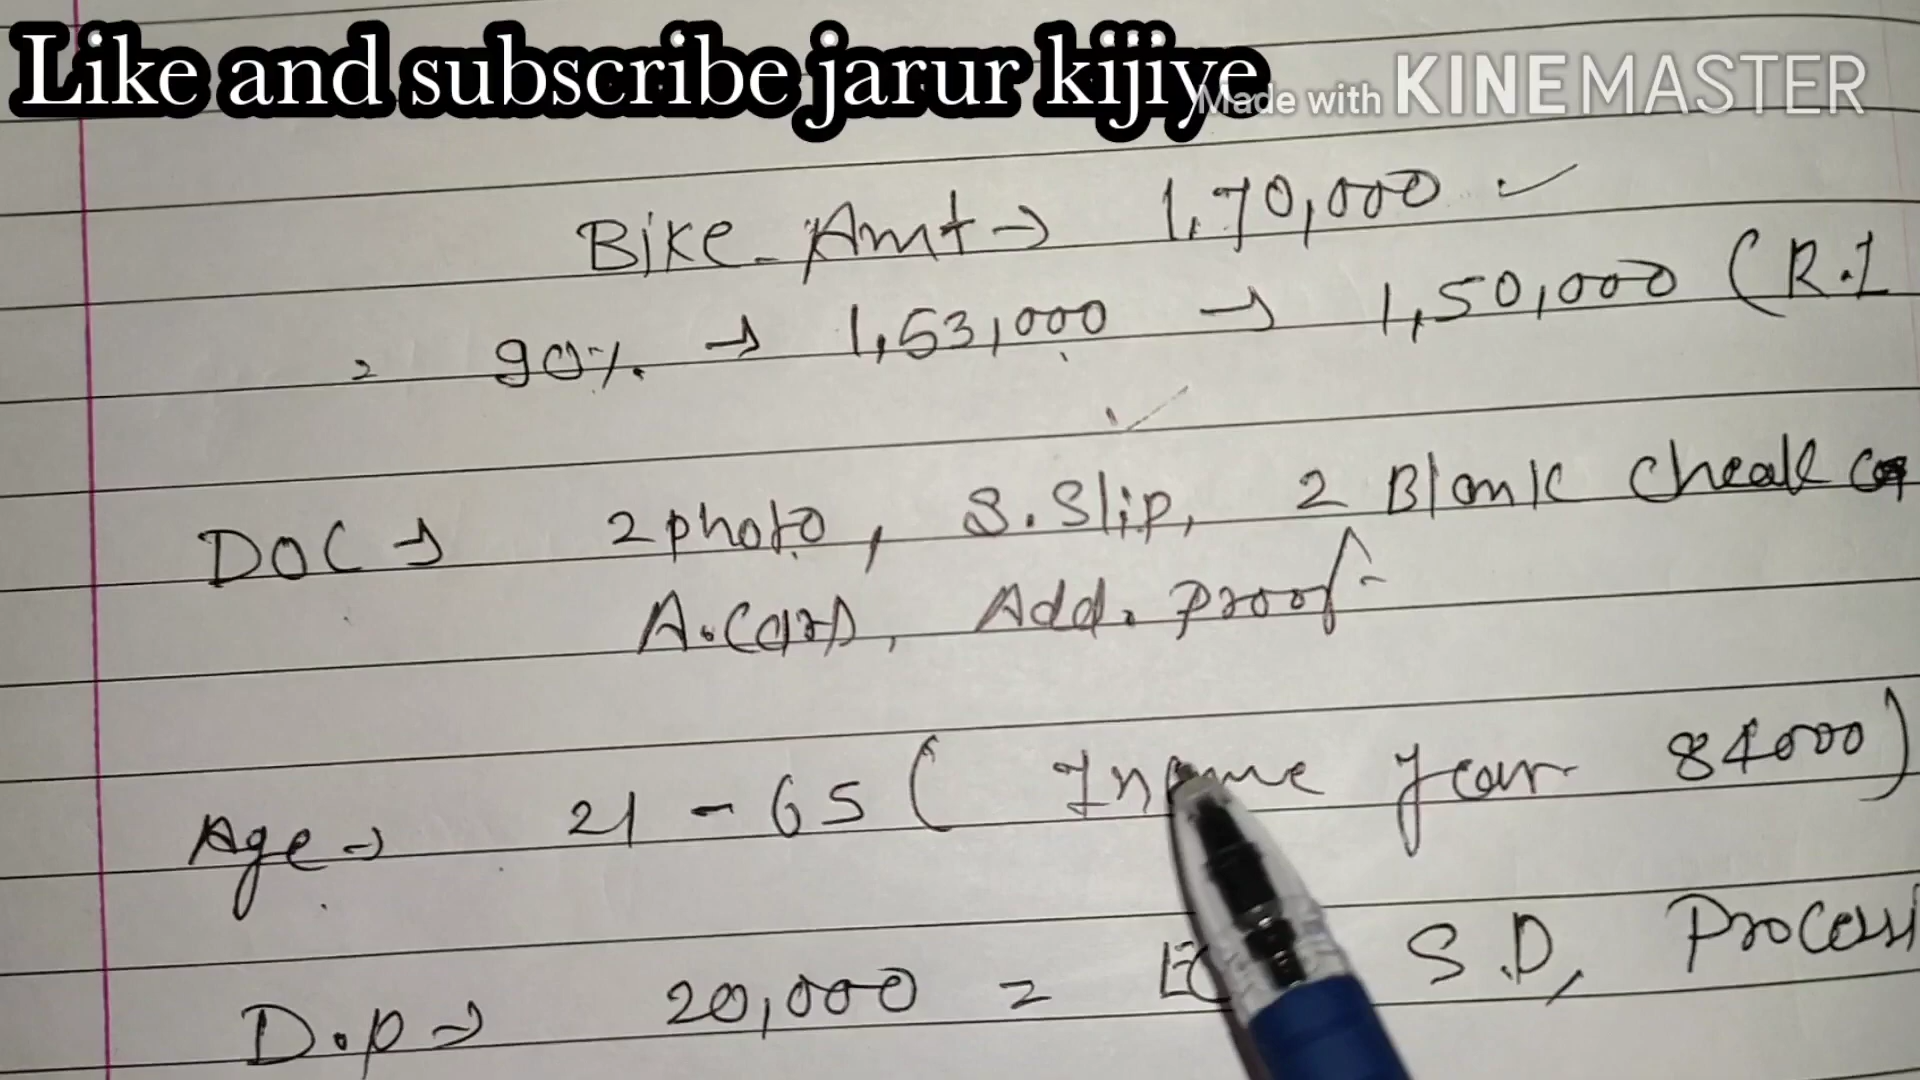 Like and subscribe jarur kijiye
Made with KINEMASTER
Bike Amt → 1,70,000 ✓
= 90% → 1,53,000 → 1,50,000 (R.I
DOC → 2 photo, S.Slip, 2 Blank Cheak
A.Card, Add. Proof
Age → 21 - 65 (Income year 84000)
D.p → 20,000 = S.D, Processi